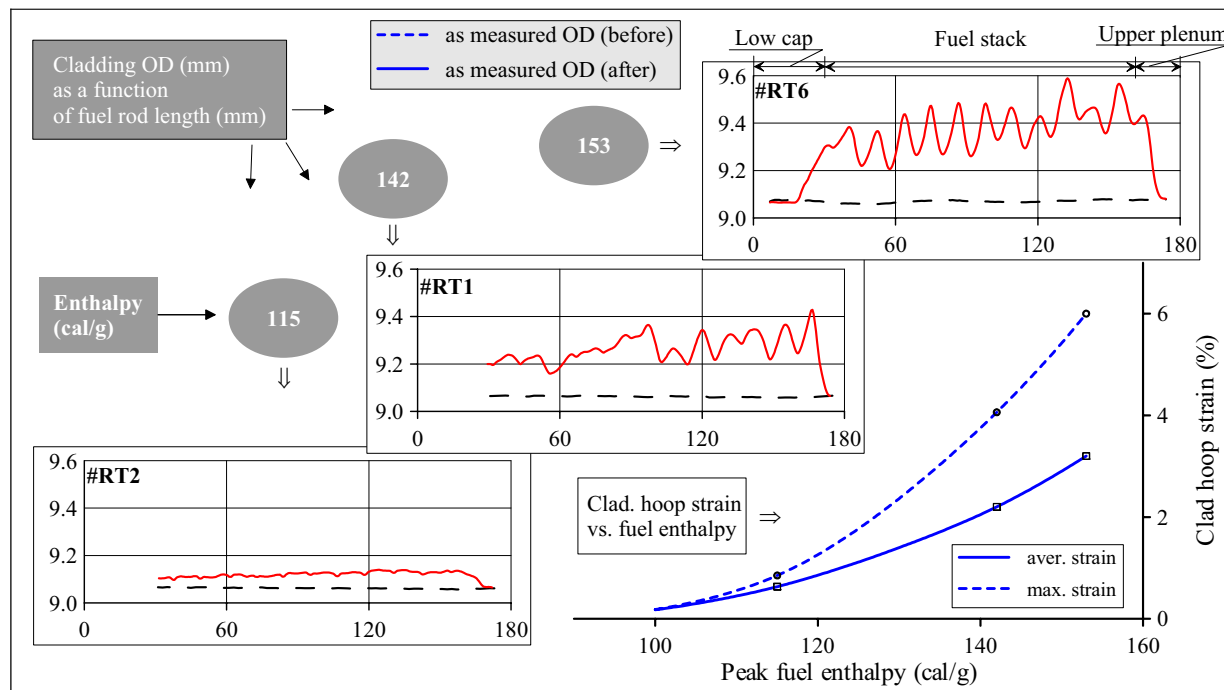 Cladding OD (mm)
as a function
of fuel rod length (mm)
as measured OD (before)
as measured OD (after)
Low cap
Fuel stack
Upper plenum
153
⇒
#RT6
9.6
9.4
9.2
9.0
0
60
120
180
142
⇓
#RT1
9.6
9.4
9.2
9.0
0
60
120
180
Enthalpy
(cal/g)
115
⇓
#RT2
9.6
9.4
9.2
9.0
0
60
120
180
Clad. hoop strain
vs. fuel enthalpy
⇒
aver. strain
max. strain
6
4
2
0
Clad hoop strain (%)
100
120
140
160
Peak fuel enthalpy (cal/g)